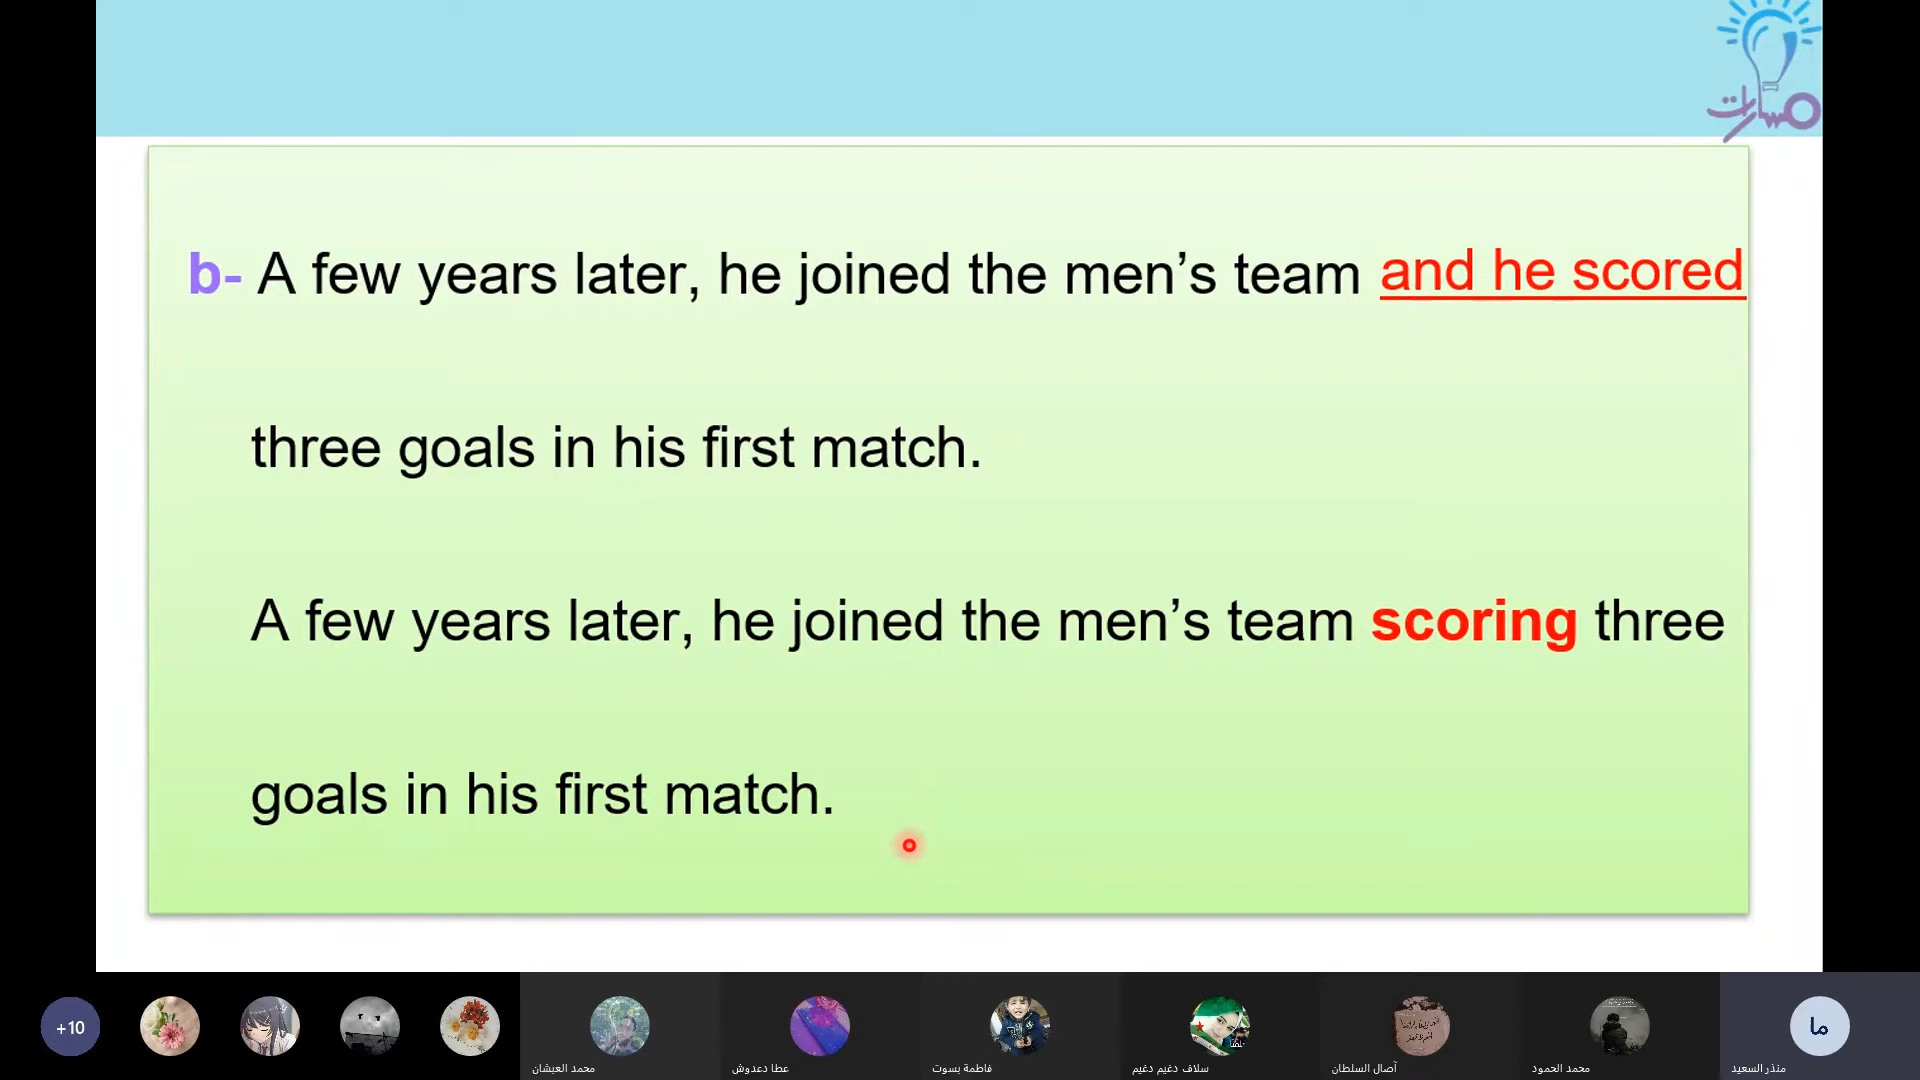 مسارات
b- A few years later, he joined the men’s team and he scored
three goals in his first match.
A few years later, he joined the men’s team scoring three
goals in his first match.
+10
محمد العبشان
عطا دعدوش
فاطمة بسوت
سلاف دغيم دغيم
آصال السلطان
محمد الحمود
ما
منذر السعيد